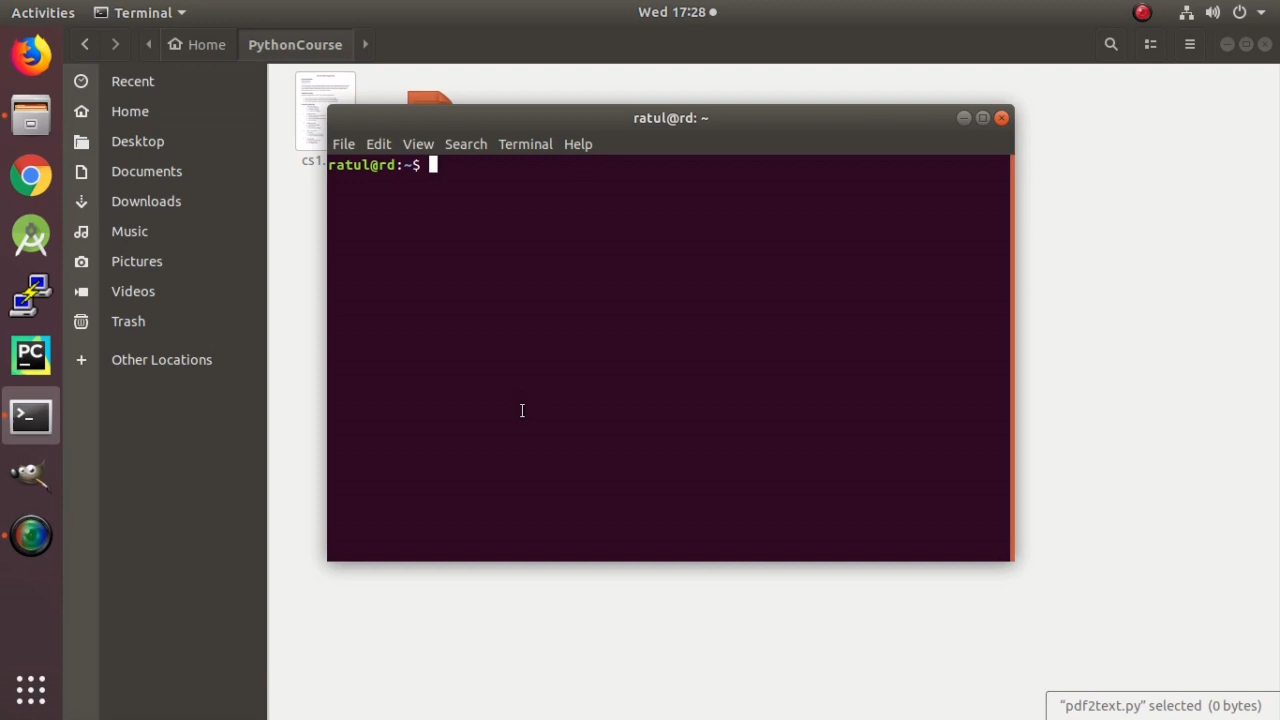 Activities
Terminal
Wed 17:28
Home
PythonCourse
Recent
Home
Desktop
Documents
Downloads
Music
Pictures
Videos
Trash
Other Locations
cs1.
ratul@rd: ~
File Edit View Search Terminal Help
ratul@rd:~$
PC
"pdf2text.py" selected (0 bytes)